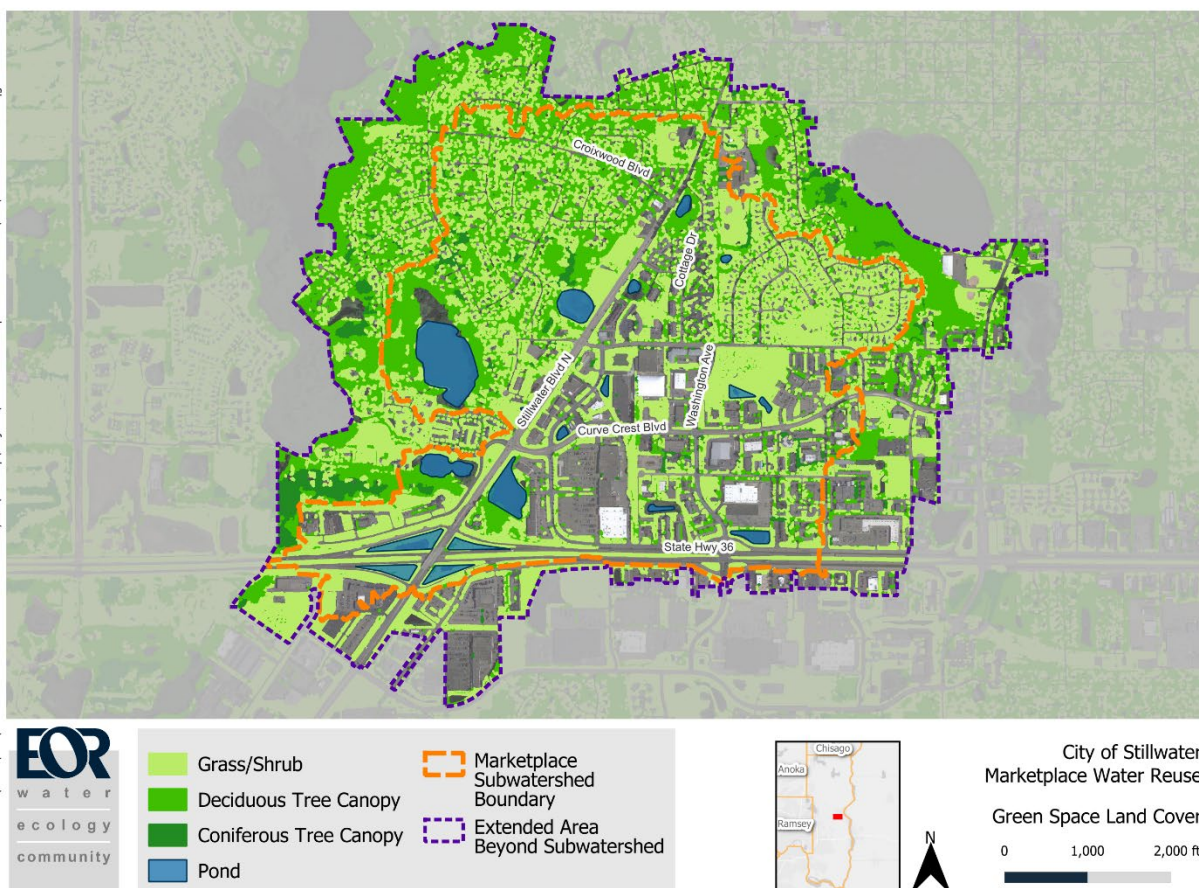 Croixwood Blvd
Cottage Dr
Stillwater Blvd N
Washington Ave
Curve Crest Blvd
State Hwy 36
EOR
water
ecology
community
Grass/Shrub
Deciduous Tree Canopy
Coniferous Tree Canopy
Pond
Marketplace
Subwatershed
Boundary
Extended Area
Beyond Subwatershed
Chisago
Anoka
Ramsey
N
City of Stillwater
Marketplace Water Reuse
Green Space Land Cover
0 1,000 2,000 ft